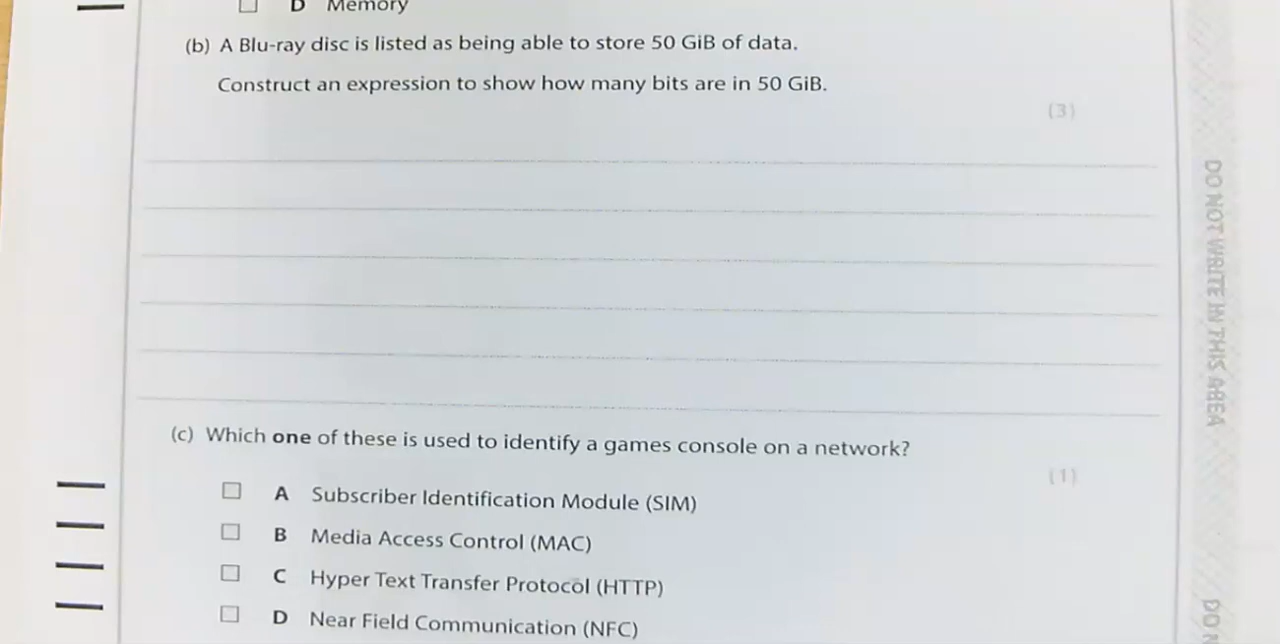 D Memory
(b) A Blu-ray disc is listed as being able to store 50 GiB of data.
Construct an expression to show how many bits are in 50 GiB.
(3)
(c) Which one of these is used to identify a games console on a network?
(1)
A Subscriber Identification Module (SIM)
B Media Access Control (MAC)
C Hyper Text Transfer Protocol (HTTP)
D Near Field Communication (NFC)
DO NOT WRITE IN THIS AREA
DO